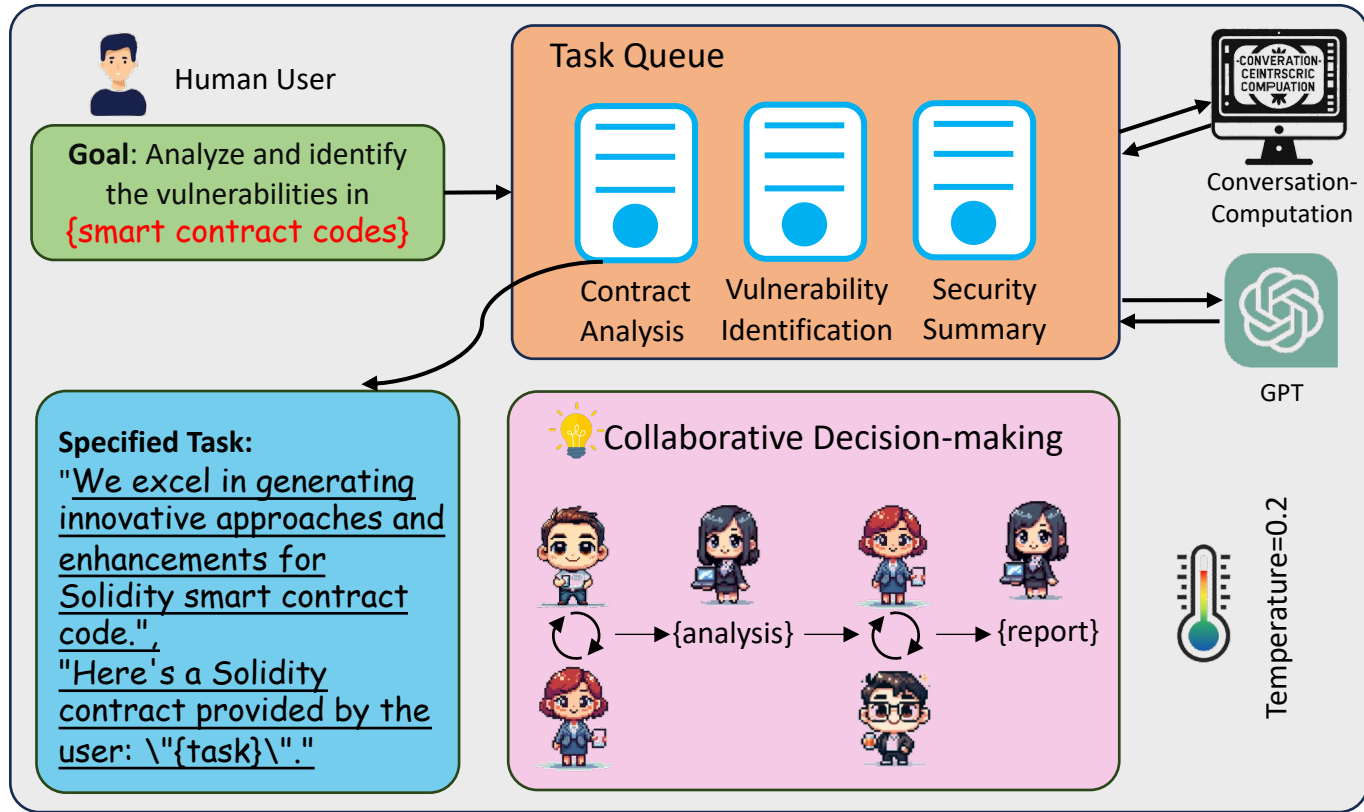 Human User
Goal: Analyze and identify
the vulnerabilities in
{smart contract codes}
Task Queue
Contract
Analysis
Vulnerability
Identification
Security
Summary
-CONVERATION-
CEINTRSCRIC
COMPUATION
Conversation-
Computation
GPT
Specified Task:
"We excel in generating
innovative approaches and
enhancements for
Solidity smart contract
code.",
"Here's a Solidity
contract provided by the
user: \"{task}\"."
Collaborative Decision-making
{analysis}
{report}
Temperature=0.2